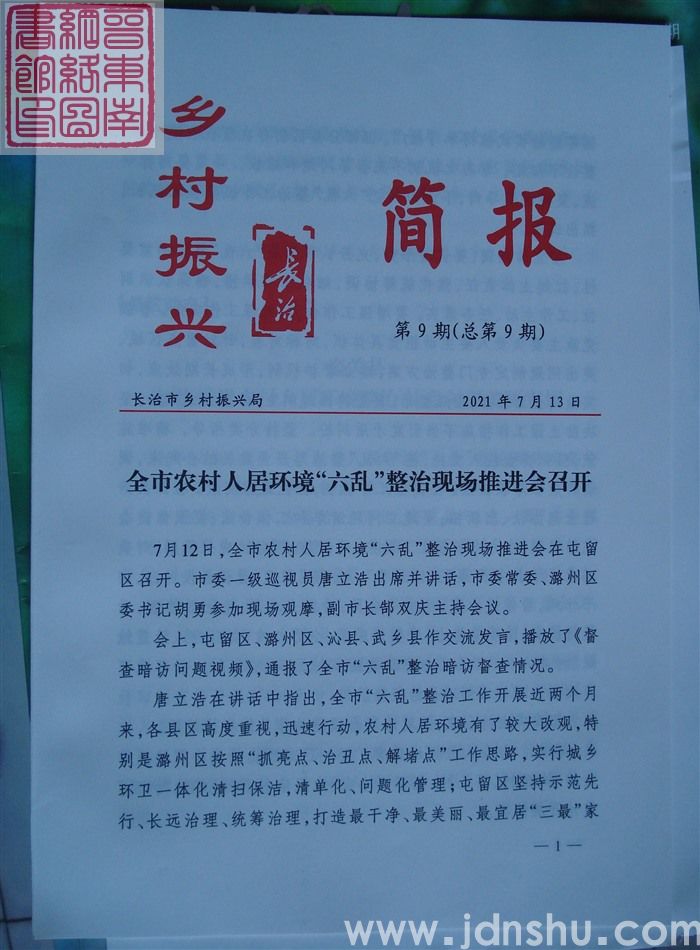 晋东南
网络图
书馆印
乡村振兴
长治
简报
第9期(总第9期)
长治市乡村振兴局 2021年7月13日
全市农村人居环境“六乱”整治现场推进会召开
7月12日,全市农村人居环境“六乱”整治现场推进会在屯留
区召开。市委一级巡视员唐立浩出席并讲话,市委常委、潞州区
委书记胡勇参加现场观摩,副市长郜双庆主持会议。
会上,屯留区、潞州区、沁县、武乡县作交流发言,播放了《督
查暗访问题视频》,通报了全市“六乱”整治暗访督查情况。
唐立浩在讲话中指出,全市“六乱”整治工作开展近两个月
来,各县区高度重视,迅速行动,农村人居环境有了较大改观,特
别是潞州区按照“抓亮点、治丑点、解堵点”工作思路,实行城乡
环卫一体化清扫保洁,清单化、问题化管理;屯留区坚持示范先
行、长远治理、统筹治理,打造最干净、最美丽、最宜居“三最”家
—1—
www.jdnshu.com
期